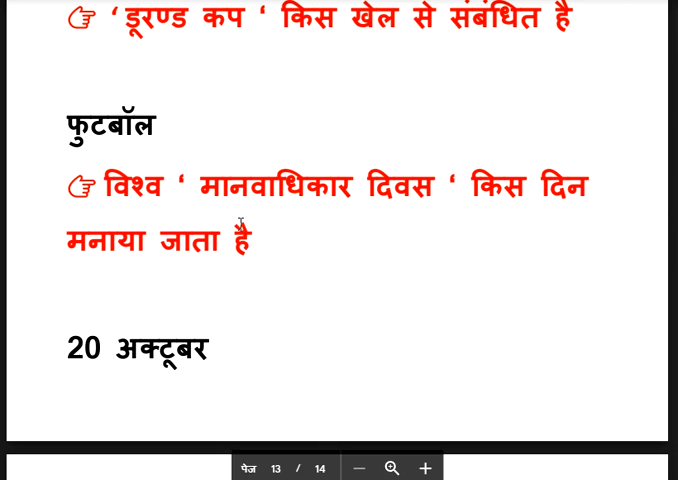 👉 ‘ डूरण्ड कप ‘ किस खेल से संबंधित है
फुटबॉल
👉 विश्व ‘ मानवाधिकार दिवस ‘ किस दिन
मनाया जाता है
20 अक्टूबर
पेज 13 / 14